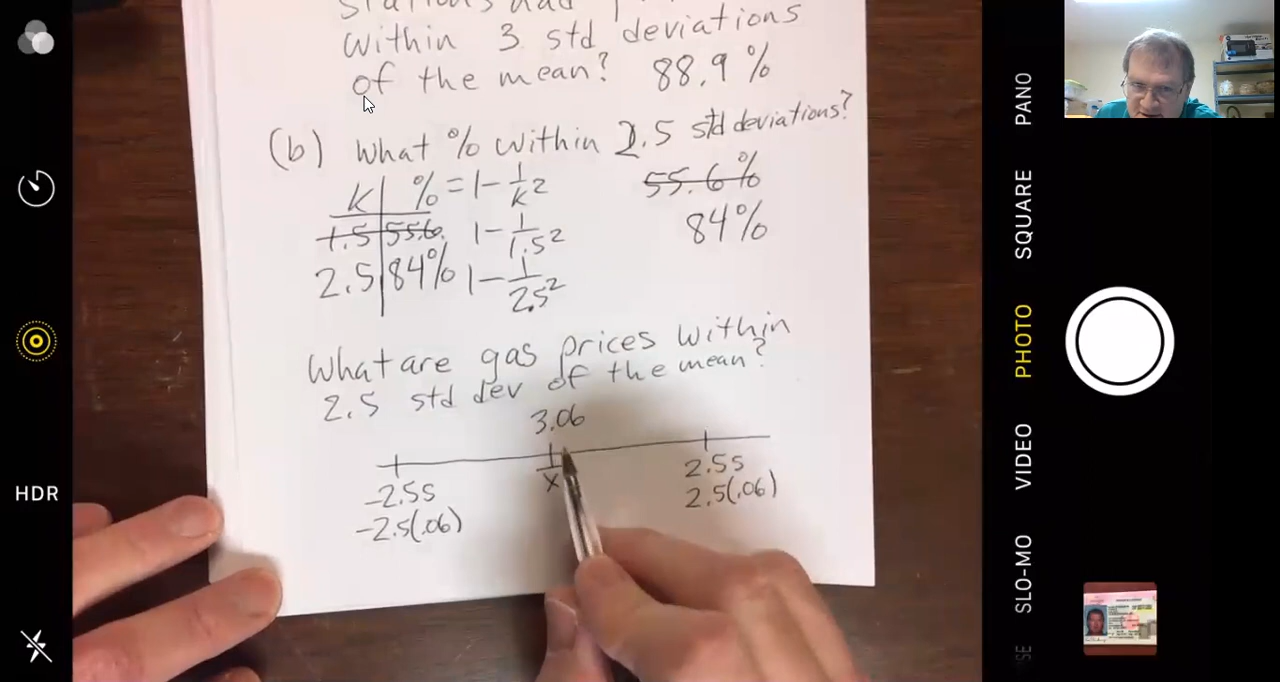 stations had
within 3 std deviations
of the mean? 88.9%
(b) What % within 2.5 std deviations?
K % = 1 - 1/K2 55.6%
1.5 55.6. 1 - 1/1.52 84%
2.5 84% 1 - 1/2.52
What are gas prices within
2.5 std dev of the mean?
3.06
-2.5s x 2.5s
-2.5(.06) 2.5(.06)
HDR
PANO
SQUARE
PHOTO
VIDEO
SLO-MO
SE